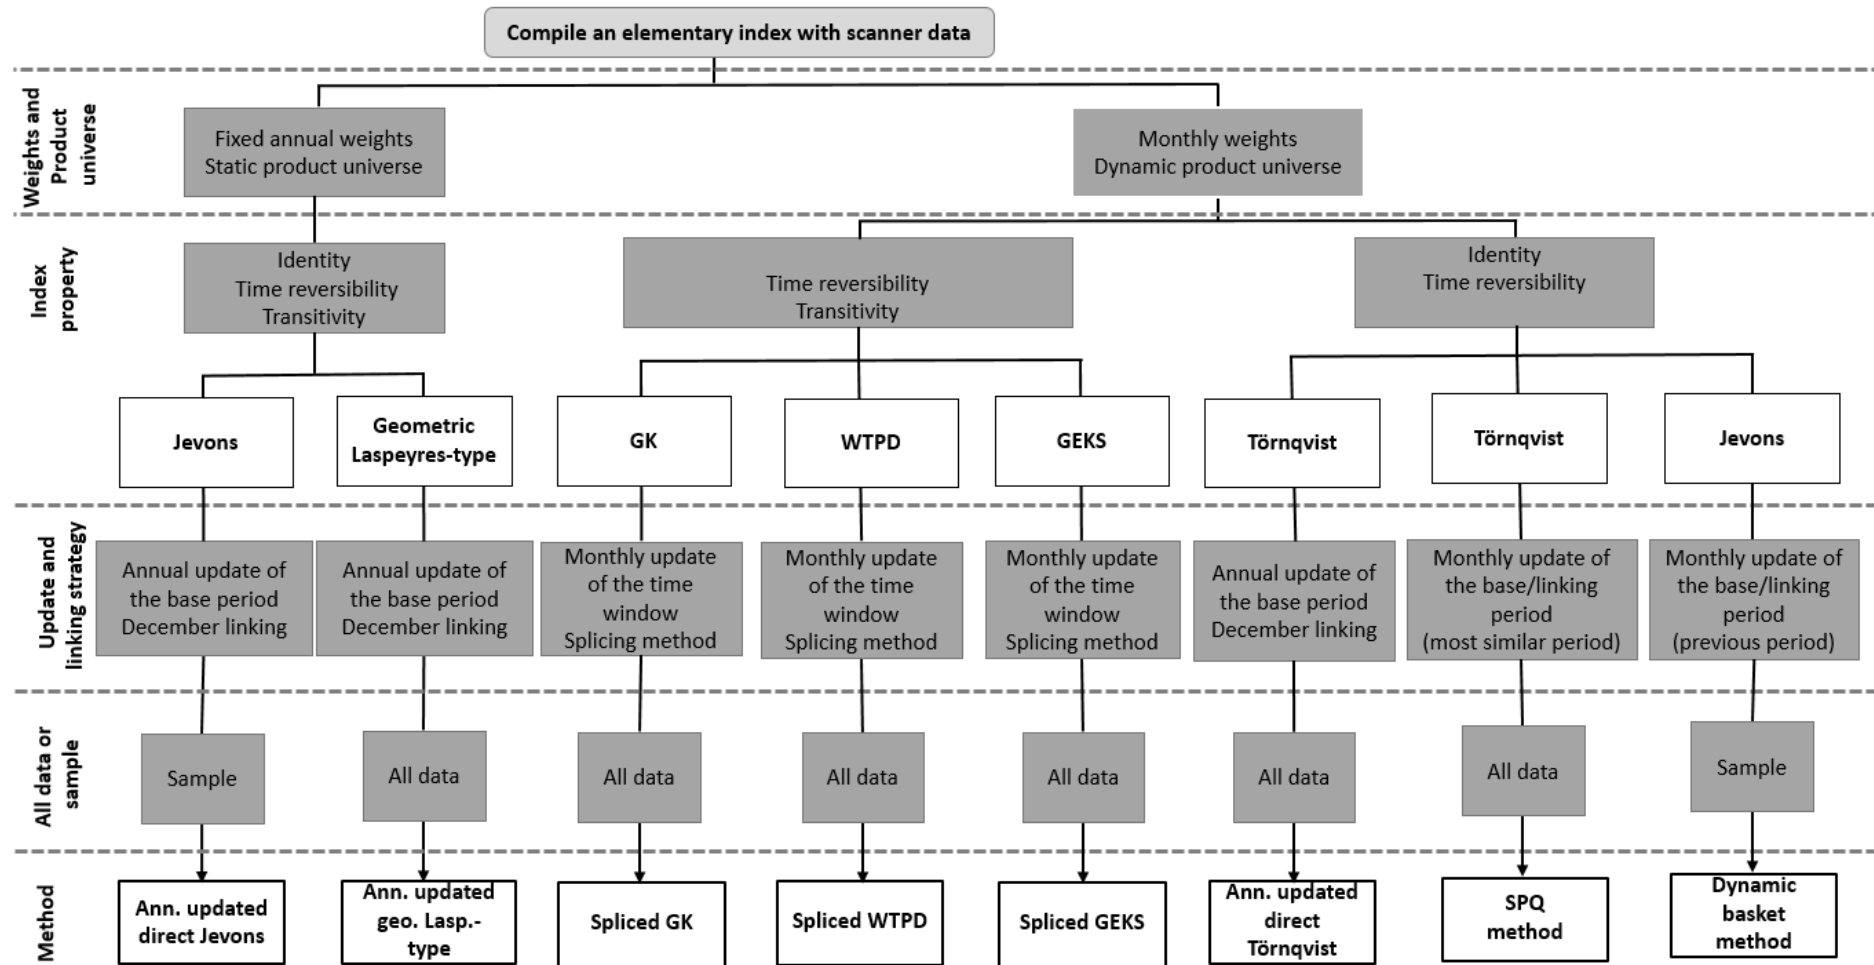 Compile an elementary index with scanner data
Weights and
Product
universe
Fixed annual weights
Static product universe
Monthly weights
Dynamic product universe
Index
property
Identity
Time reversibility
Transitivity
Time reversibility
Transitivity
Identity
Time reversibility
Jevons
Geometric
Laspeyres-type
GK
WTPD
GEKS
Törnqvist
Törnqvist
Jevons
Update and
linking strategy
Annual update of
the base period
December linking
Annual update of
the base period
December linking
Monthly update
of the time
window
Splicing method
Monthly update
of the time
window
Splicing method
Monthly update
of the time
window
Splicing method
Annual update of
the base period
December linking
Monthly update of
the base/linking
period
(most similar period)
Monthly update of
the base/linking
period
(previous period)
All data or
sample
Sample
All data
All data
All data
All data
All data
All data
Sample
Method
Ann. updated
direct Jevons
Ann. updated
geo. Lasp.-
type
Spliced GK
Spliced WTPD
Spliced GEKS
Ann. updated
direct
Törnqvist
SPQ
method
Dynamic
basket
method